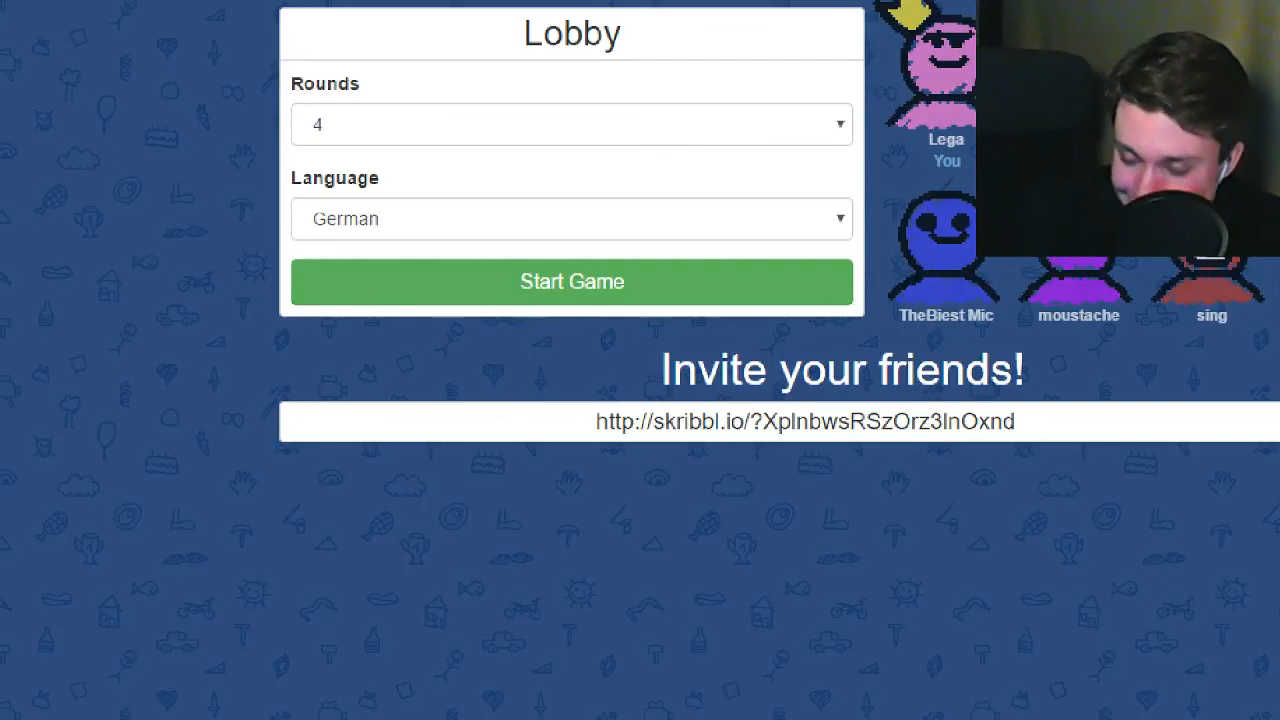 Lobby
Rounds
4
Language
German
Start Game
Lega
You
TheBiest Mic
moustache
sing
Invite your friends!
http://skribbl.io/?XplnbwsRSzOrz3lnOxnd